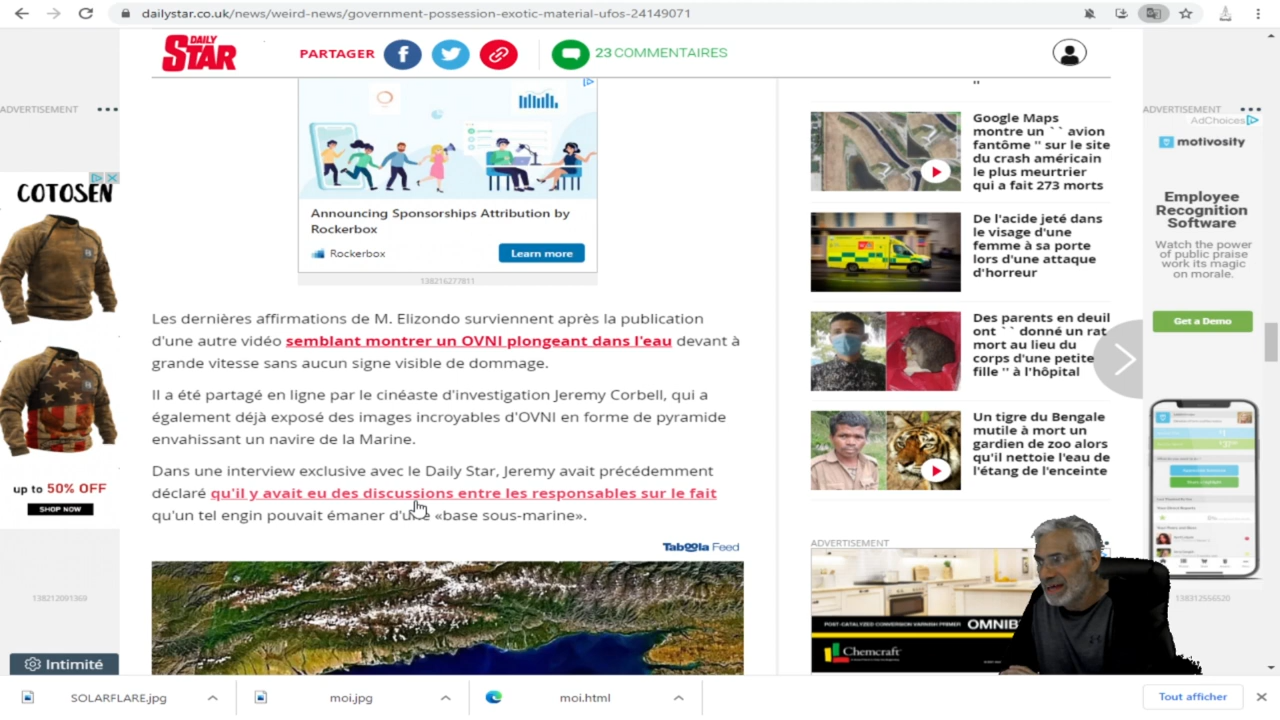 dailystar.co.uk/news/weird-news/government-possession-exotic-material-ufos-24149071
DAILY
STAR
PARTAGER
23 COMMENTAIRES
ADVERTISEMENT
COTOSEN
up to 50% OFF
SHOP NOW
138212091369
Intimité
Announcing Sponsorships Attribution by
Rockerbox
Rockerbox
Learn more
138216277811
Les dernières affirmations de M. Elizondo surviennent après la publication
d'une autre vidéo semblant montrer un OVNI plongeant dans l'eau devant à
grande vitesse sans aucun signe visible de dommage.
Il a été partagé en ligne par le cinéaste d'investigation Jeremy Corbell, qui a
également déjà exposé des images incroyables d'OVNI en forme de pyramide
envahissant un navire de la Marine.
Dans une interview exclusive avec le Daily Star, Jeremy avait précédemment
déclaré qu'il y avait eu des discussions entre les responsables sur le fait
qu'un tel engin pouvait émaner d'une «base sous-marine».
Taboola Feed
''
Google Maps
montre un `` avion
fantôme '' sur le site
du crash américain
le plus meurtrier
qui a fait 273 morts
De l'acide jeté dans
le visage d'une
femme à sa porte
lors d'une attaque
d'horreur
Des parents en deuil
ont `` donné un rat
mort au lieu du
corps d'une petite
fille '' à l'hôpital
Un tigre du Bengale
mutile à mort un
gardien de zoo alors
qu'il nettoie l'eau de
l'étang de l'enceinte
ADVERTISEMENT
POST-CATALYZED CONVERSION VARNISH PRIMER OMNIB
Chemcraft
ADVERTISEMENT
AdChoices
motivosity
Employee
Recognition
Software
Watch the power
of public praise
work its magic
on morale.
Get a Demo
138312556520
SOLARFLARE.jpg
moi.jpg
moi.html
Tout afficher